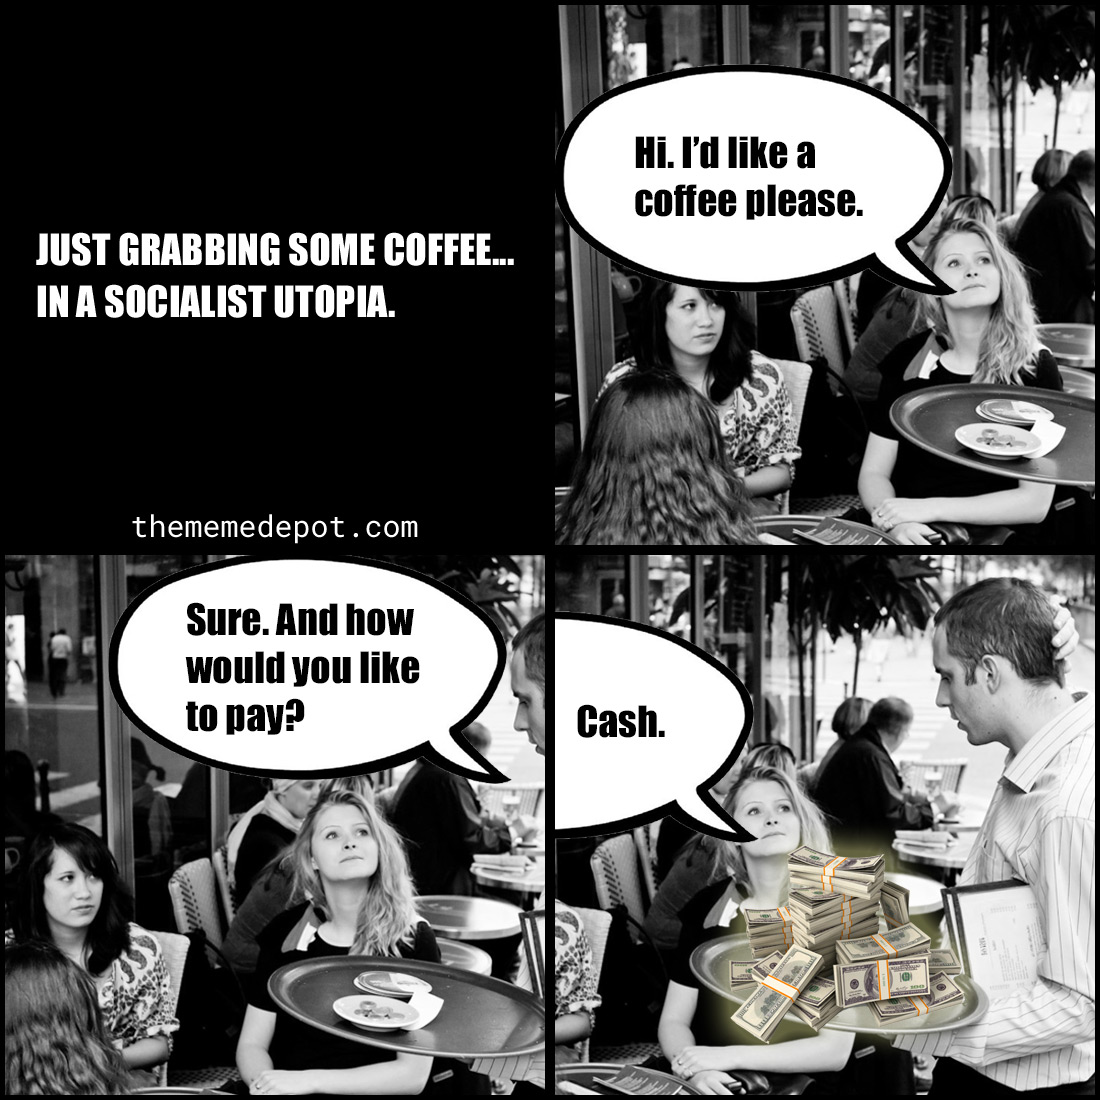 JUST GRABBING SOME COFFEE...
IN A SOCIALIST UTOPIA.
thememedepot.com
Hi. I’d like a
coffee please.
Sure. And how
would you like
to pay?
Cash.